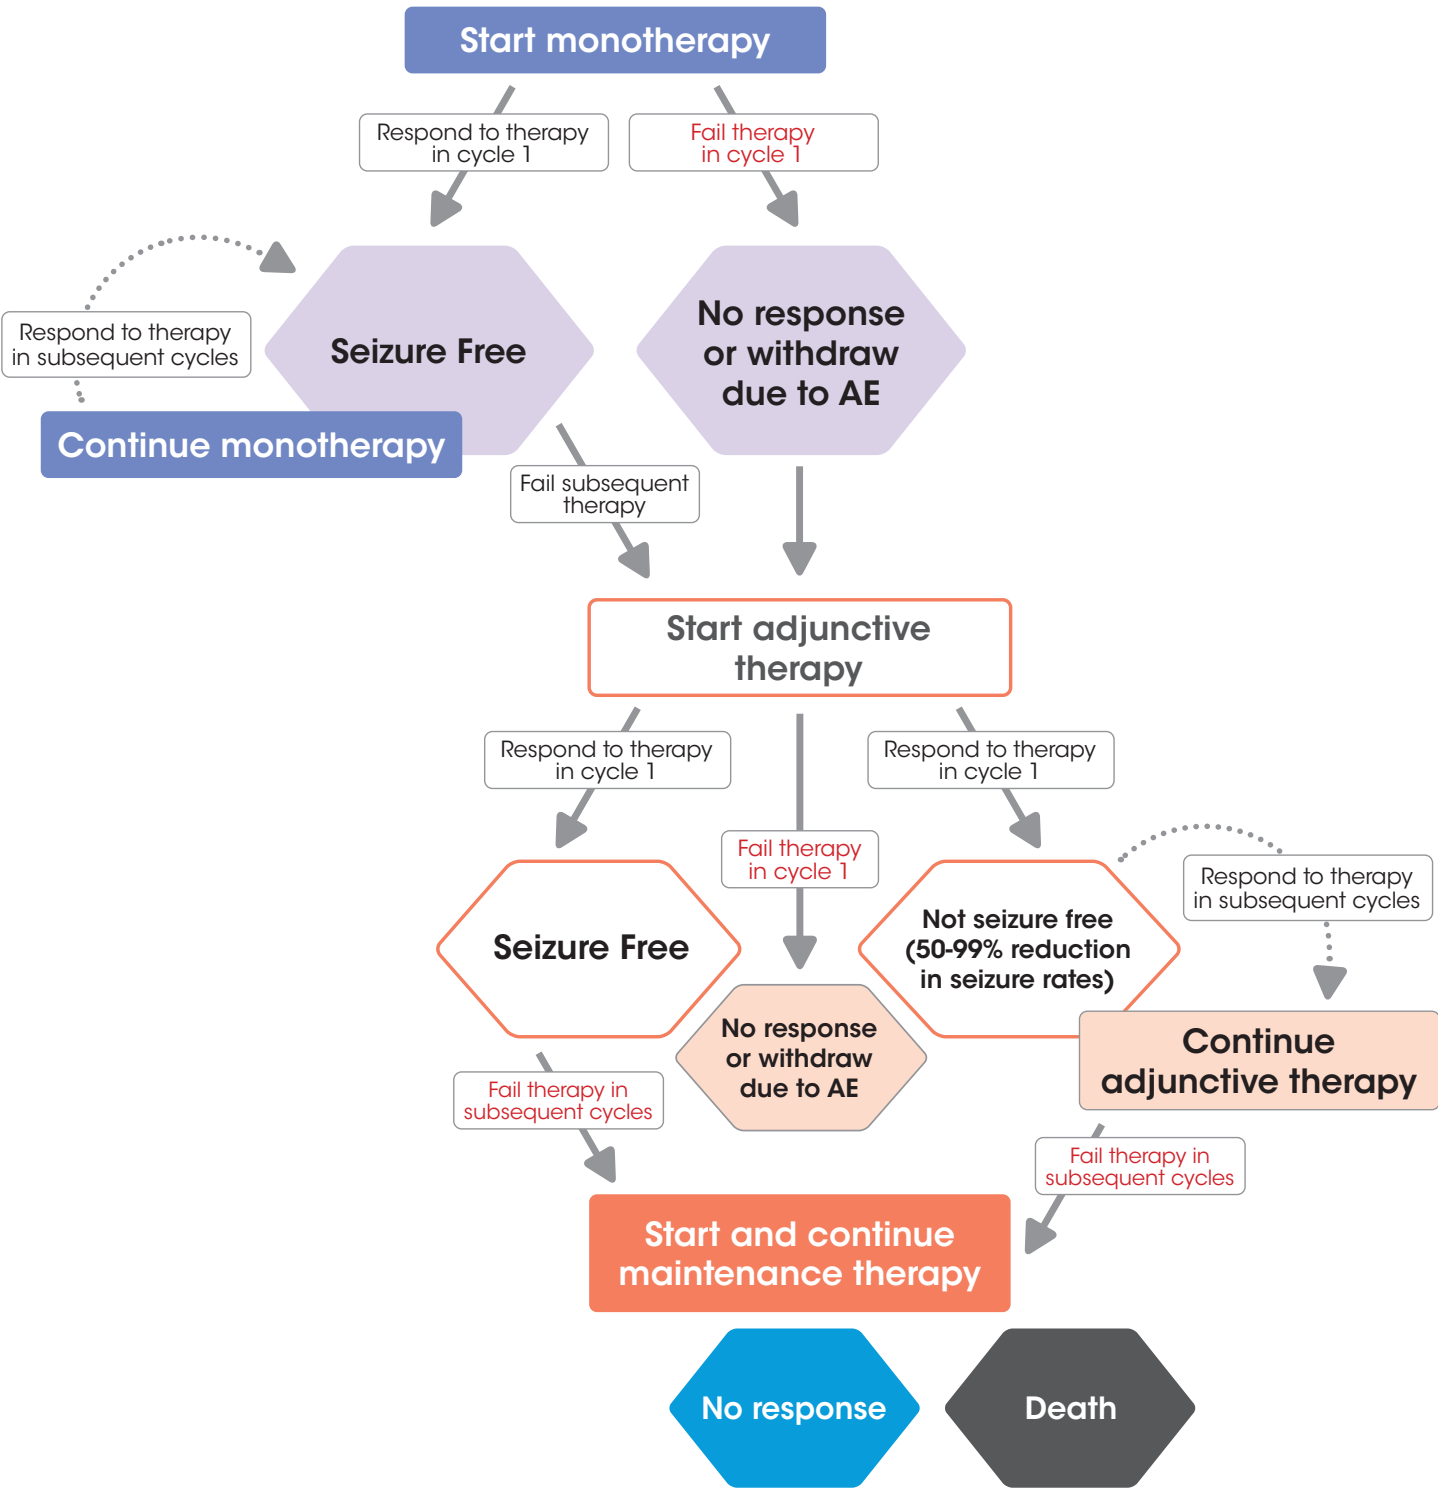 Start monotherapy
Respond to therapy
in cycle 1
Fail therapy
in cycle 1
Respond to therapy
in subsequent cycles
Seizure Free
No response
or withdraw
due to AE
Continue monotherapy
Fail subsequent
therapy
Start adjunctive
therapy
Respond to therapy
in cycle 1
Respond to therapy
in cycle 1
Fail therapy
in cycle 1
Respond to therapy
in subsequent cycles
Seizure Free
Not seizure free
(50-99% reduction
in seizure rates)
No response
or withdraw
due to AE
Continue
adjunctive therapy
Fail therapy in
subsequent cycles
Fail therapy in
subsequent cycles
Start and continue
maintenance therapy
No response
Death